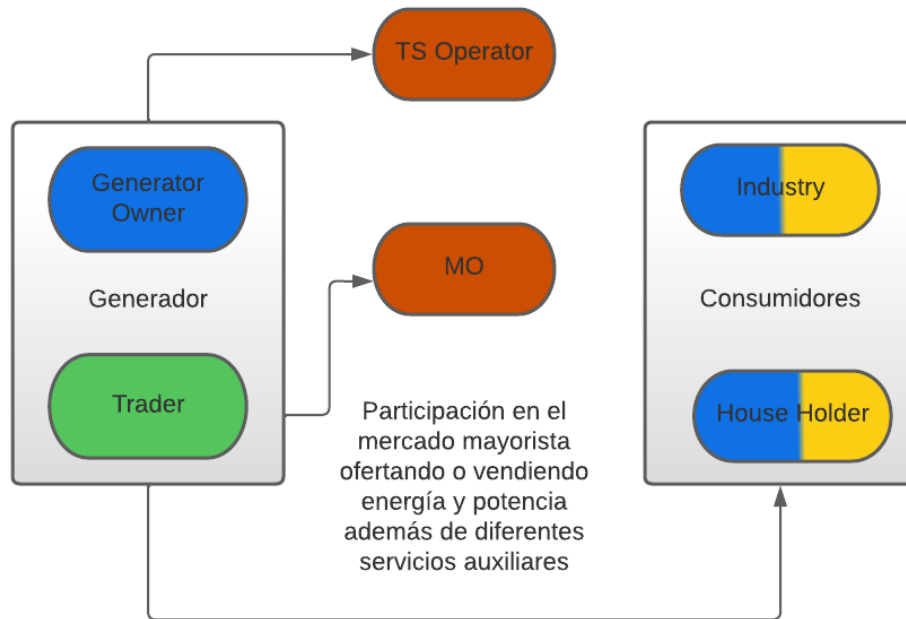 TS Operator
Generator
Owner
Generador
Trader
MO
Participación en el
mercado mayorista
ofertando o vendiendo
energía y potencia
además de diferentes
servicios auxiliares
Industry
Consumidores
House Holder